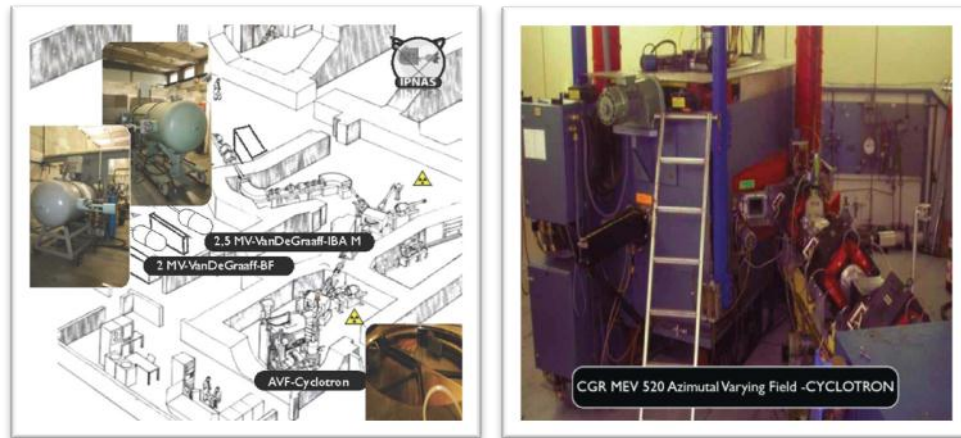 IPNAS
2,5 MV-VanDeGraaff-IBA M
2 MV-VanDeGraaff-BF
AVF-Cyclotron
CGR MEV 520 Azimutal Varying Field -CYCLOTRON